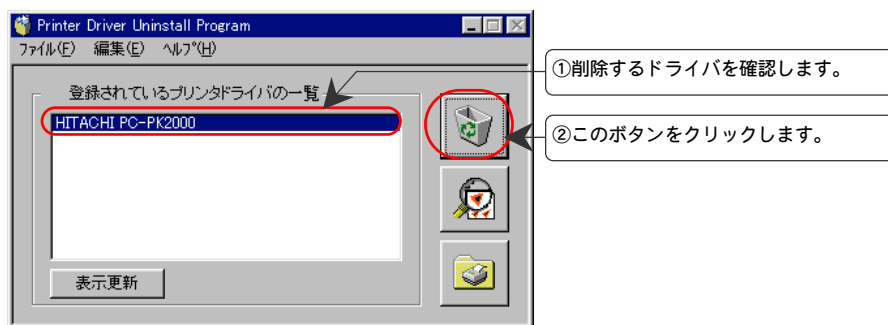 Printer Driver Uninstall Program
ファイル(F) 編集(E) ヘルプ(H)
①削除するドライバを確認します。
登録されているプリンタドライバの一覧
HITACHI PC-PK2000
②このボタンをクリックします。
表示更新